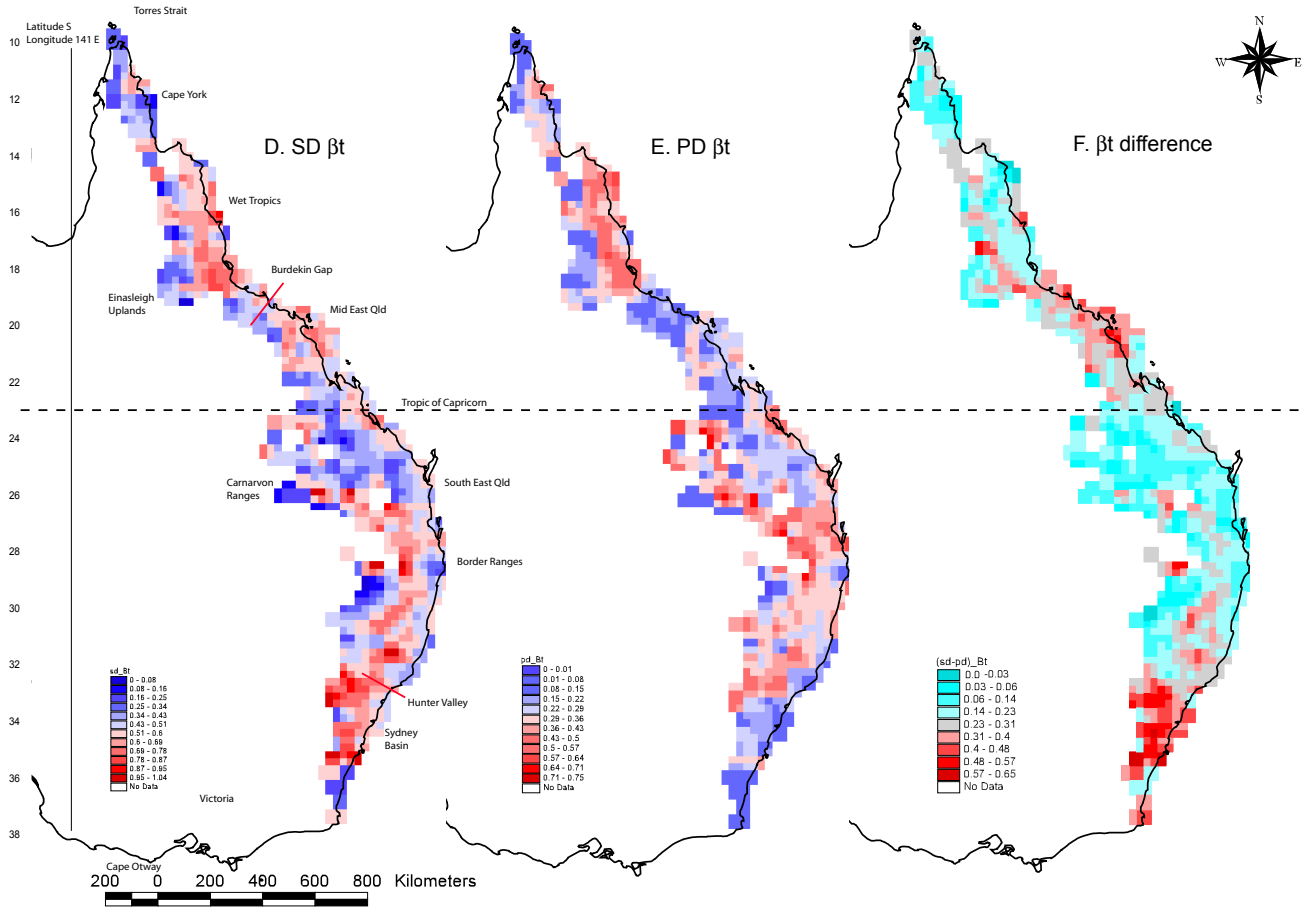 Torres Strait
Latitude S
Longitude 141 E
N
W
E
S
10
12
14
16
18
20
22
24
26
28
30
32
34
36
38
Cape York
Wet Tropics
Burdekin Gap
Einasleigh
Uplands
Mid East Qld
Tropic of Capricorn
Carnarvon
Ranges
South East Qld
Border Ranges
Hunter Valley
Sydney
Basin
Victoria
Cape Otway
D. SD βt
E. PD βt
F. βt difference
sd_Bt
0 - 0.08
0.08 - 0.16
0.16 - 0.25
0.25 - 0.34
0.34 - 0.43
0.43 - 0.51
0.51 - 0.6
0.6 - 0.69
0.69 - 0.78
0.78 - 0.87
0.87 - 0.95
0.95 - 1.04
No Data
pd_Bt
0 - 0.01
0.01 - 0.08
0.08 - 0.15
0.15 - 0.22
0.22 - 0.29
0.29 - 0.36
0.36 - 0.43
0.43 - 0.5
0.5 - 0.57
0.57 - 0.64
0.64 - 0.71
0.71 - 0.75
No Data
(sd-pd)_Bt
0.0 -0.03
0.03 - 0.06
0.06 - 0.14
0.14 - 0.23
0.23 - 0.31
0.31 - 0.4
0.4 - 0.48
0.48 - 0.57
0.57 - 0.65
No Data
200 0 200 400 600 800 Kilometers